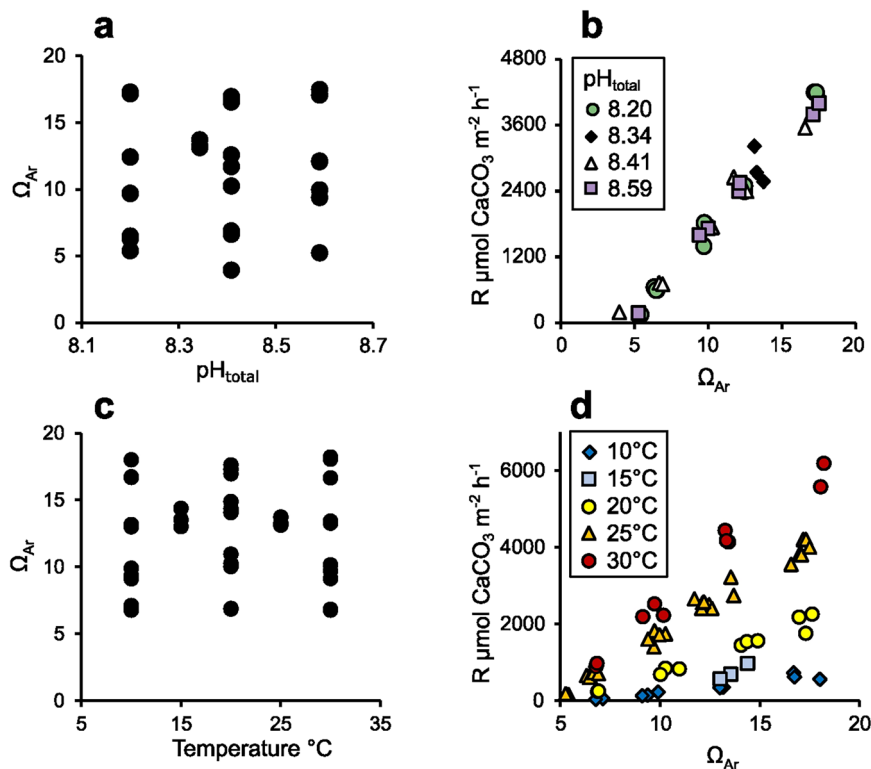 a
20
15
10
5
0
Ω_Ar
8.1 8.3 8.5 8.7
pH_total
b
4800
3600
2400
1200
0
R µmol CaCO₃ m⁻² h⁻¹
pH_total
8.20
8.34
8.41
8.59
0 5 10 15 20
Ω_Ar
c
20
15
10
5
0
Ω_Ar
5 15 25 35
Temperature °C
d
6000
4000
2000
0
R µmol CaCO₃ m⁻² h⁻¹
10°C
15°C
20°C
25°C
30°C
5 10 15 20
Ω_Ar